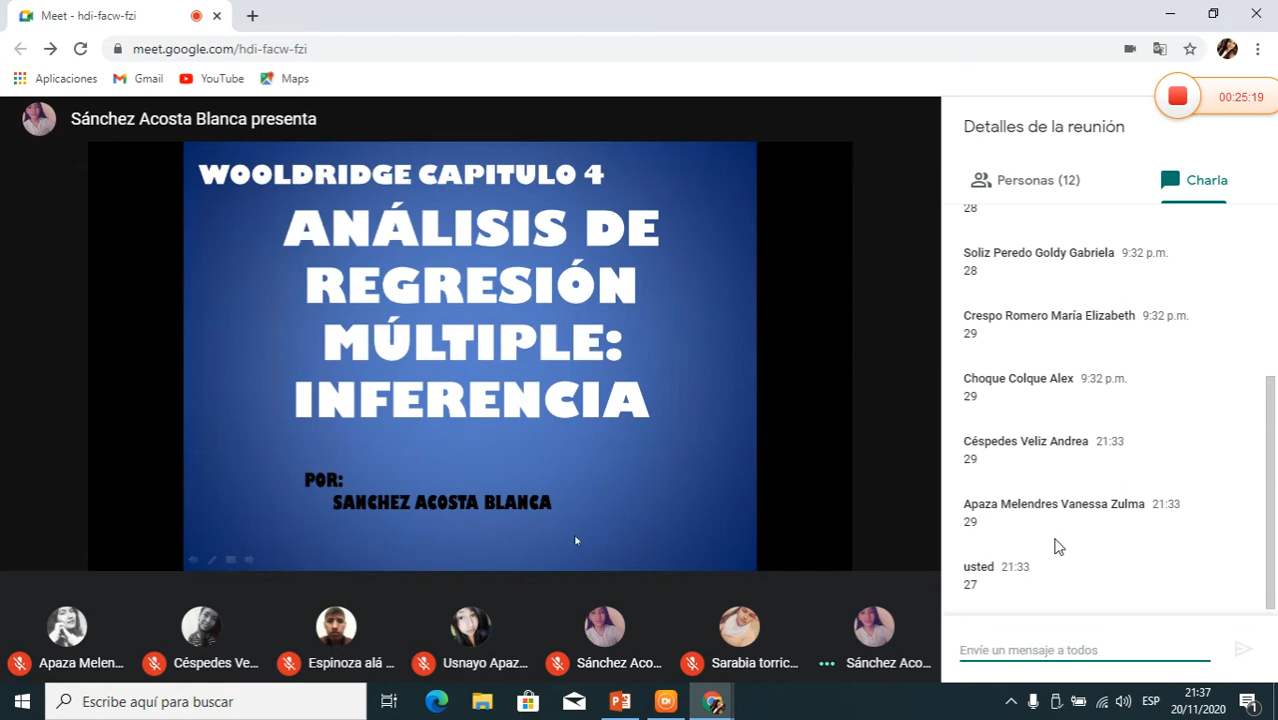 Meet - hdi-facw-fzi
meet.google.com/hdi-facw-fzi
Aplicaciones
Gmail
YouTube
Maps
00:25:19
Sánchez Acosta Blanca presenta
WOOLDRIDGE CAPITULO 4
ANÁLISIS DE
REGRESIÓN
MÚLTIPLE:
INFERENCIA
POR:
SANCHEZ ACOSTA BLANCA
Detalles de la reunión
Personas (12)
Charla
28
Soliz Peredo Goldy Gabriela 9:32 p.m.
28
Crespo Romero María Elizabeth 9:32 p.m.
29
Choque Colque Alex 9:32 p.m.
29
Céspedes Veliz Andrea 21:33
29
Apaza Melendres Vanessa Zulma 21:33
29
usted 21:33
27
Envíe un mensaje a todos
Apaza Melen...
Céspedes Ve...
Espinoza alá ...
Usnayo Apaz...
Sánchez Aco...
Sarabia torric...
Sánchez Aco...
Escribe aquí para buscar
ESP
21:37
20/11/2020
1